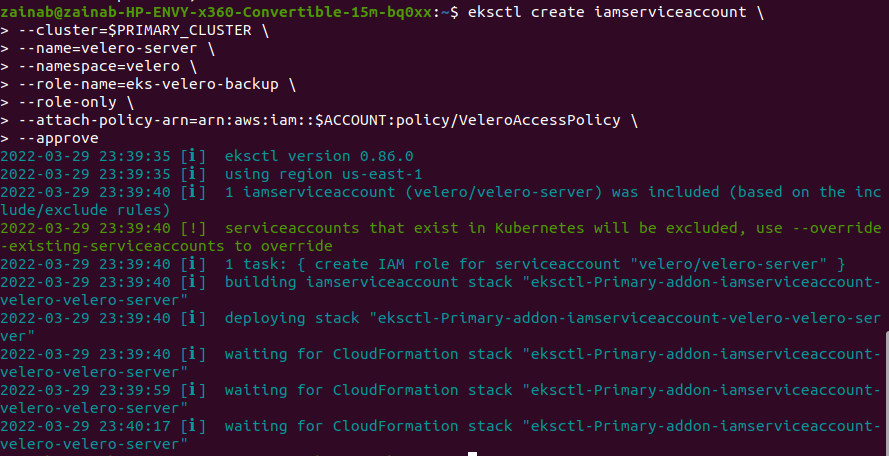 zainab@zainab-HP-ENVY-x360-Convertible-15m-bq0xx:~$ eksctl create iamserviceaccount \
> --cluster=$PRIMARY_CLUSTER \
> --name=velero-server \
> --namespace=velero \
> --role-name=eks-velero-backup \
> --role-only \
> --attach-policy-arn=arn:aws:iam::$ACCOUNT:policy/VeleroAccessPolicy \
> --approve
2022-03-29 23:39:35 [ℹ]  eksctl version 0.86.0
2022-03-29 23:39:35 [ℹ]  using region us-east-1
2022-03-29 23:39:40 [ℹ]  1 iamserviceaccount (velero/velero-server) was included (based on the inc
lude/exclude rules)
2022-03-29 23:39:40 [!]  serviceaccounts that exist in Kubernetes will be excluded, use --override
-existing-serviceaccounts to override
2022-03-29 23:39:40 [ℹ]  1 task: { create IAM role for serviceaccount "velero/velero-server" }
2022-03-29 23:39:40 [ℹ]  building iamserviceaccount stack "eksctl-Primary-addon-iamserviceaccount-
velero-velero-server"
2022-03-29 23:39:40 [ℹ]  deploying stack "eksctl-Primary-addon-iamserviceaccount-velero-velero-ser
ver"
2022-03-29 23:39:40 [ℹ]  waiting for CloudFormation stack "eksctl-Primary-addon-iamserviceaccount-
velero-velero-server"
2022-03-29 23:39:59 [ℹ]  waiting for CloudFormation stack "eksctl-Primary-addon-iamserviceaccount-
velero-velero-server"
2022-03-29 23:40:17 [ℹ]  waiting for CloudFormation stack "eksctl-Primary-addon-iamserviceaccount-
velero-velero-server"